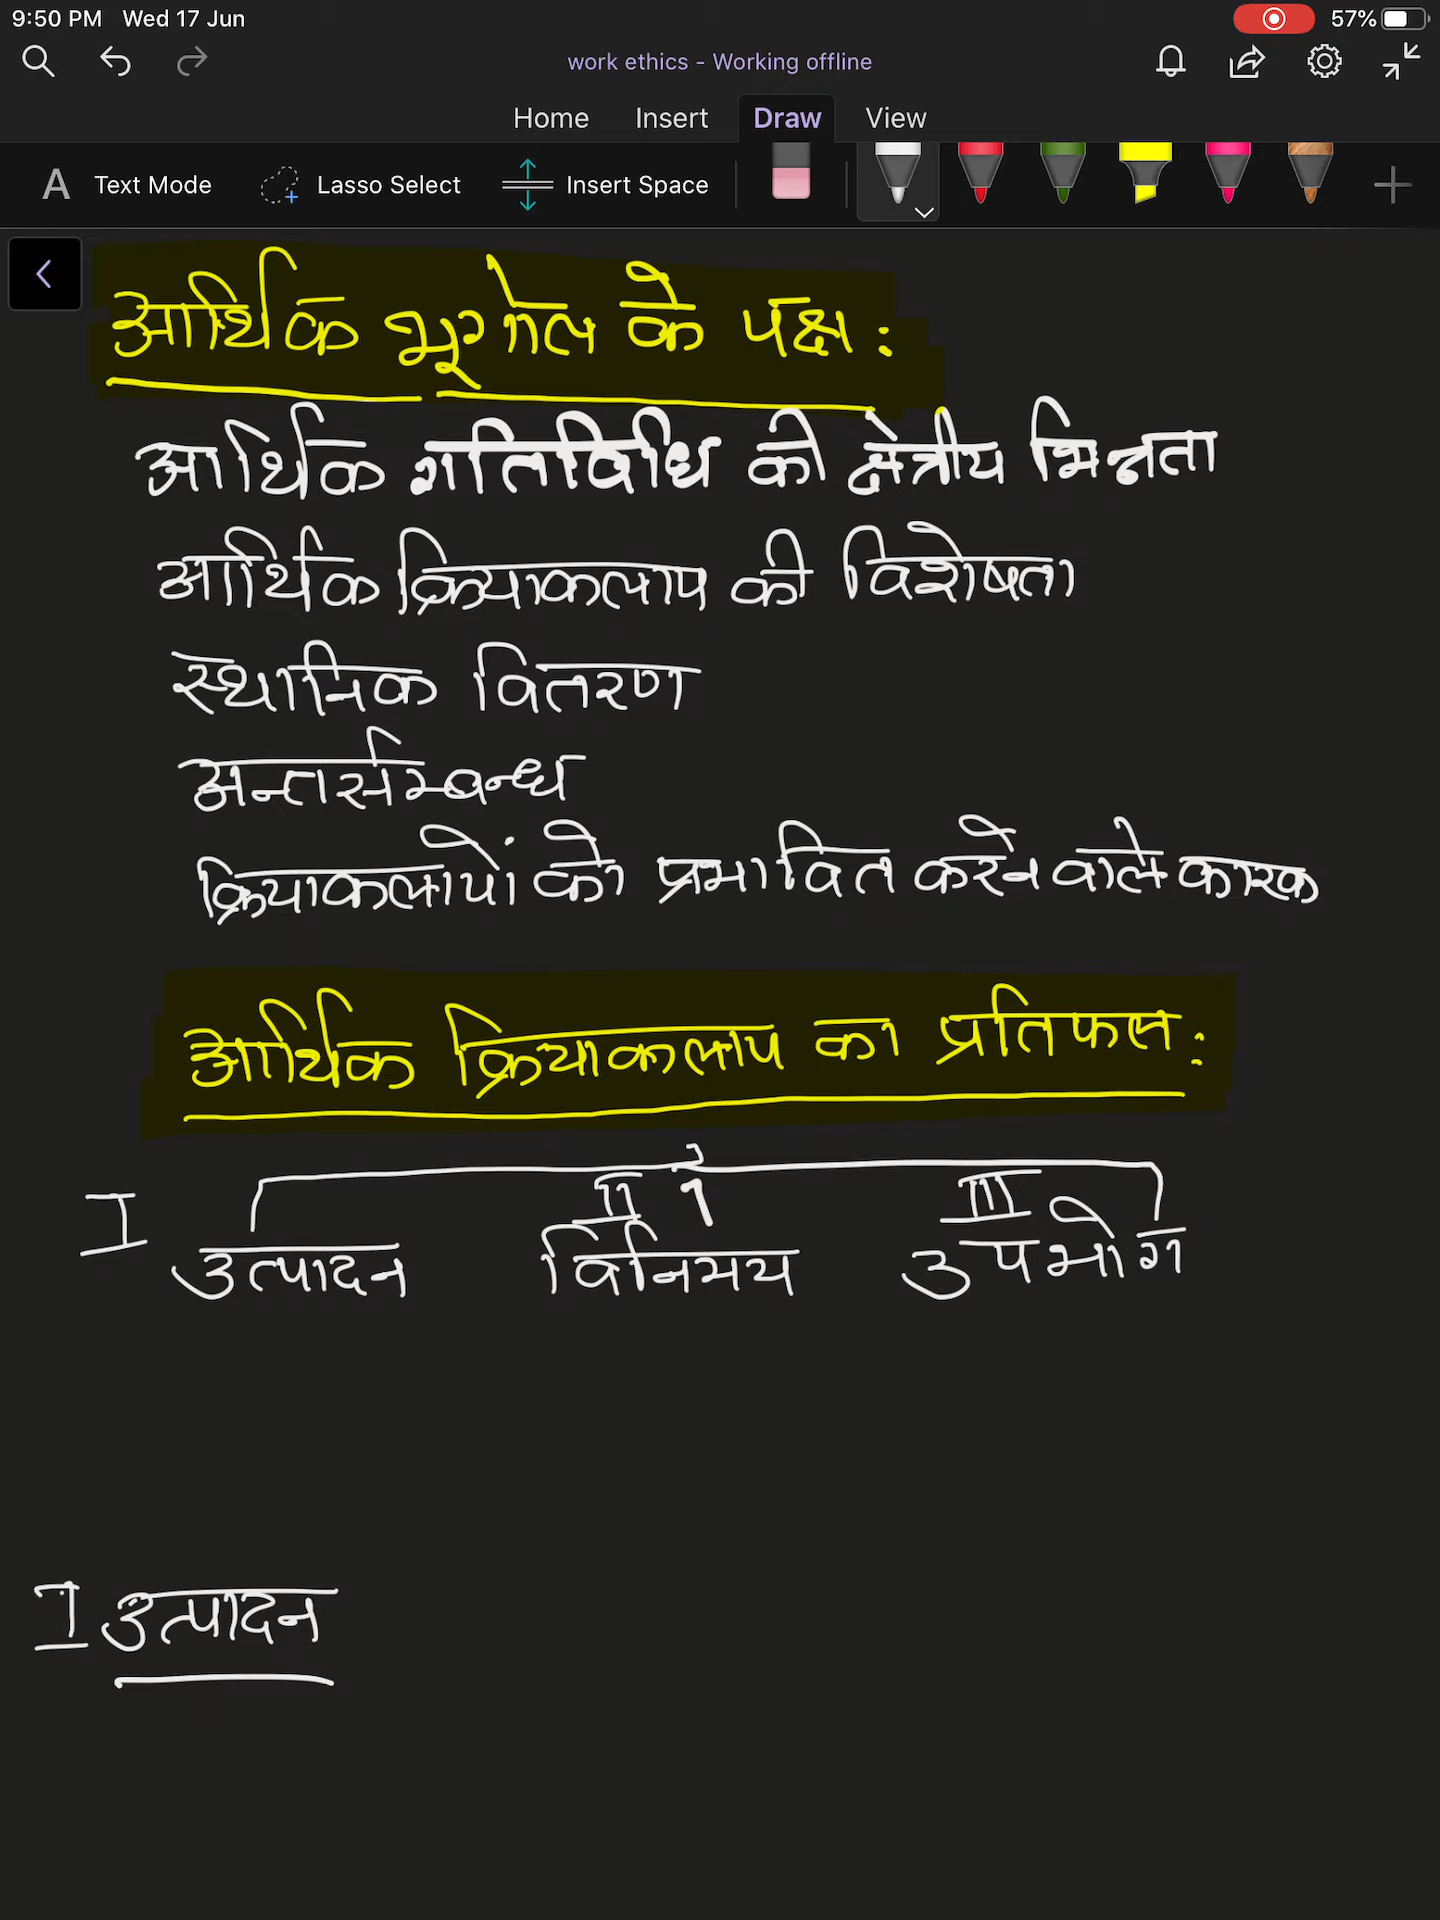 9:50 PM Wed 17 Jun 57%
work ethics - Working offline
Home Insert Draw View
A Text Mode Lasso Select Insert Space
आर्थिक भूगोल के पक्ष :
आर्थिक गतिविधि की क्षेत्रीय भिन्नता
आर्थिक क्रियाकलाप की विशेषता
स्थानिक वितरण
अन्तर्सम्बन्ध
क्रियाकलापों को प्रभावित करने वाले कारक
आर्थिक क्रियाकलाप का प्रतिफल :
I II III
उत्पादन विनिमय उपभोग
I उत्पादन